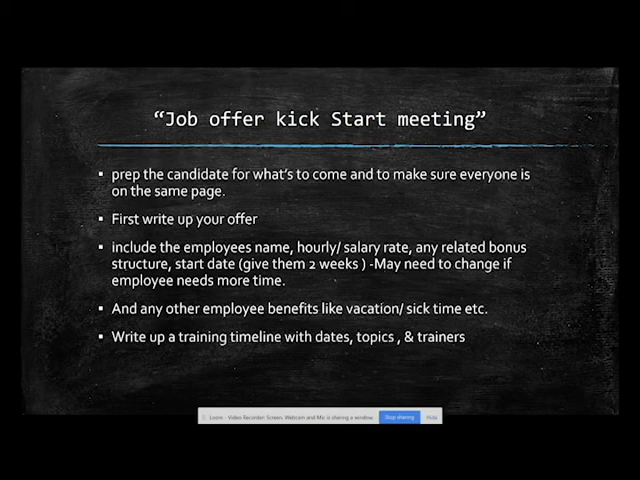 “Job offer kick Start meeting”
▪ prep the candidate for what’s to come and to make sure everyone is
on the same page.
▪ First write up your offer
▪ include the employees name, hourly/ salary rate, any related bonus
structure, start date (give them 2 weeks ) -May need to change if
employee needs more time.
▪ And any other employee benefits like vacation/ sick time etc.
▪ Write up a training timeline with dates, topics , & trainers
Loom - Video Recorder: Screen, Webcam and Mic is sharing a window. Stop sharing Hide